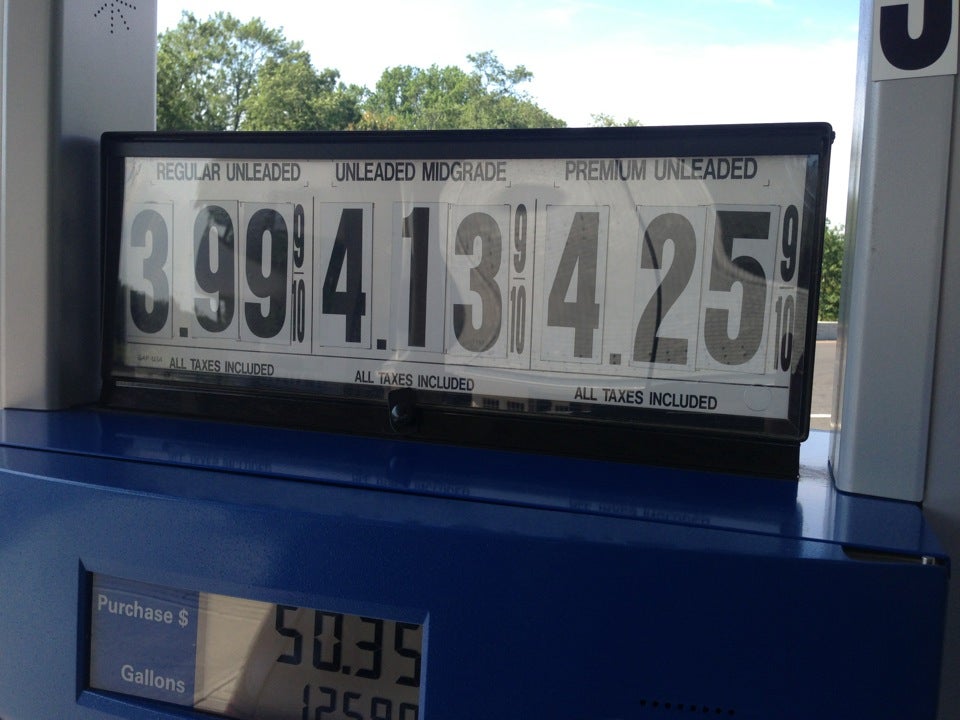 J
REGULAR UNLEADED UNLEADED MIDGRADE PREMIUM UNLEADED
3.99 9/10 4.13 9/10 4.25 9/10
ALL TAXES INCLUDED ALL TAXES INCLUDED ALL TAXES INCLUDED
Purchase $ 50.35
Gallons